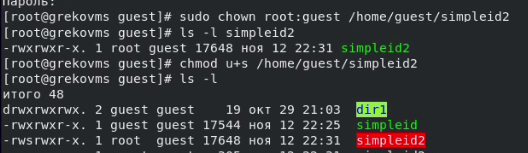 пароль:
[root@grekovms guest]# sudo chown root:guest /home/guest/simpleid2
[root@grekovms guest]# ls -l simpleid2
-rwxrwxr-x. 1 root guest 17648 ноя 12 22:31 simpleid2
[root@grekovms guest]# chmod u+s /home/guest/simpleid2
[root@grekovms guest]# ls -l
итого 48
drwxrwxrwx. 2 guest guest    19 окт 29 21:03  dir1
-rwxrwxr-x. 1 guest guest 17544 ноя 12 22:25  simpleid
-rwsrwxr-x. 1 root  guest 17648 ноя 12 22:31  simpleid2